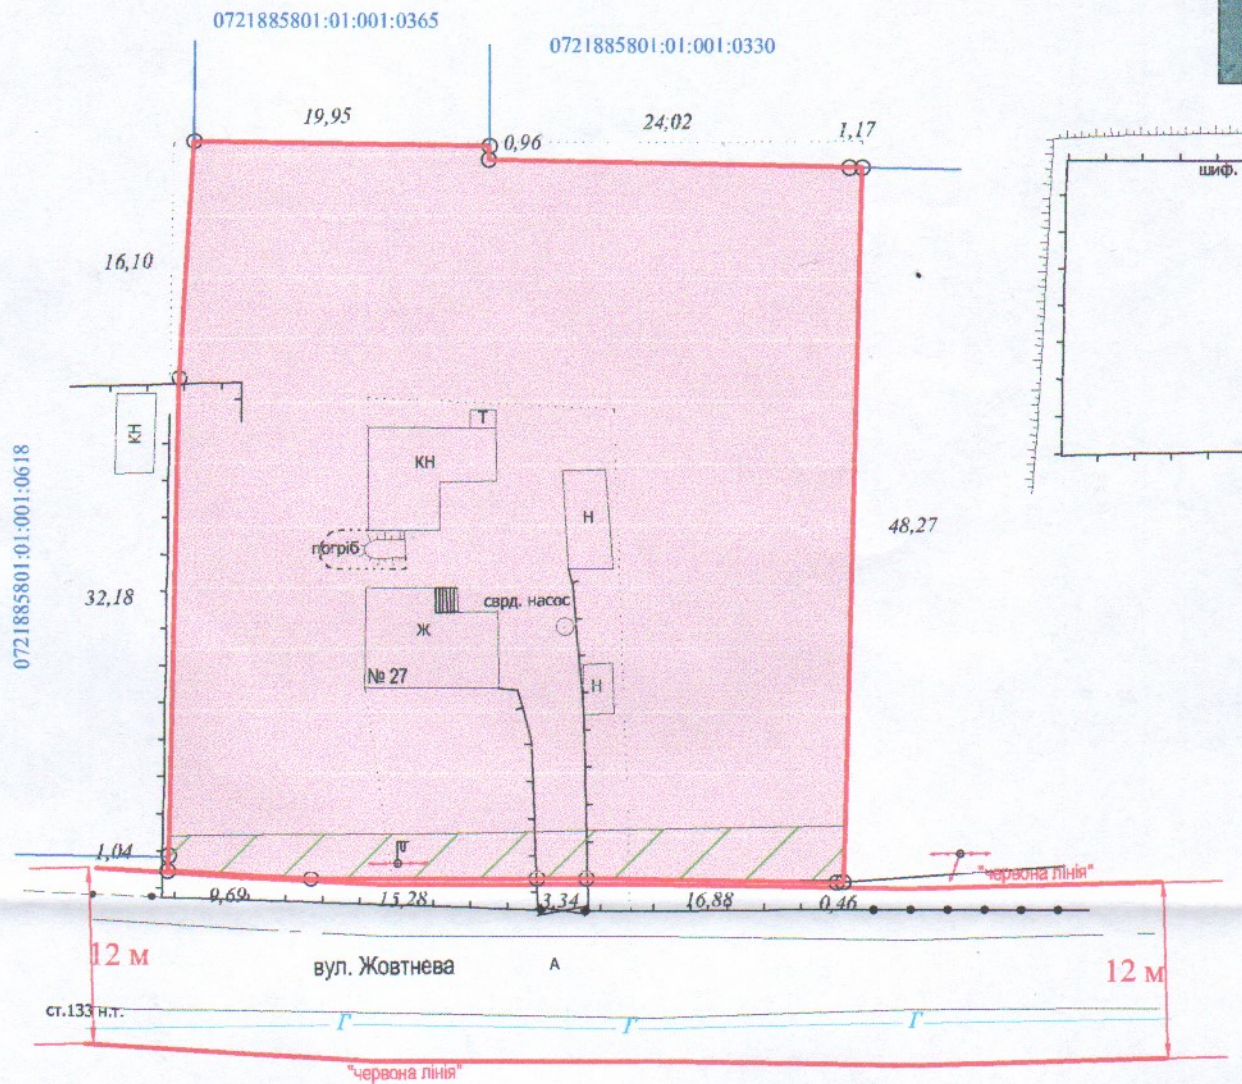 0721885801:01:001:0365
0721885801:01:001:0330
19,95
0,96
24,02
1,17
шиф.
16,10
КН
Т
КН
Н
48,27
погріб
0721885801:01:001:0618
32,18
сврд. насос
Ж
№ 27
Н
1,04
"червона лінія"
9,69
15,28
3,34
16,88
0,46
12 м
вул. Жовтнева
А
12 м
ст.133 н.т.
Г
Г
Г
"червона лінія"